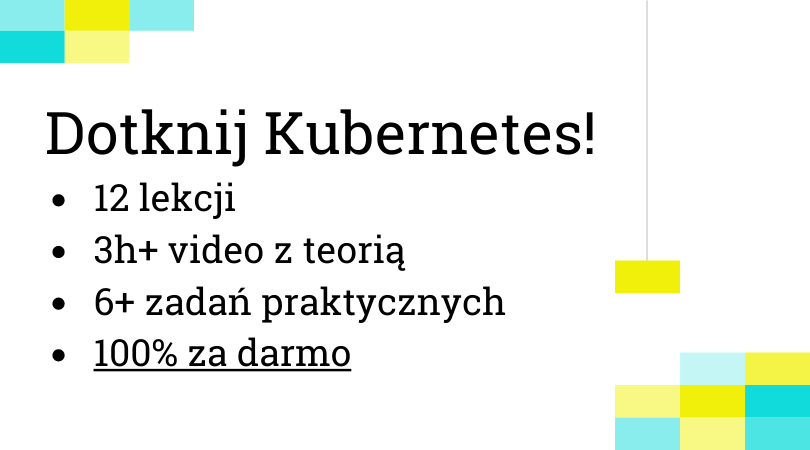 Dotknij Kubernetes!
• 12 lekcji
• 3h+ video z teorią
• 6+ zadań praktycznych
• 100% za darmo